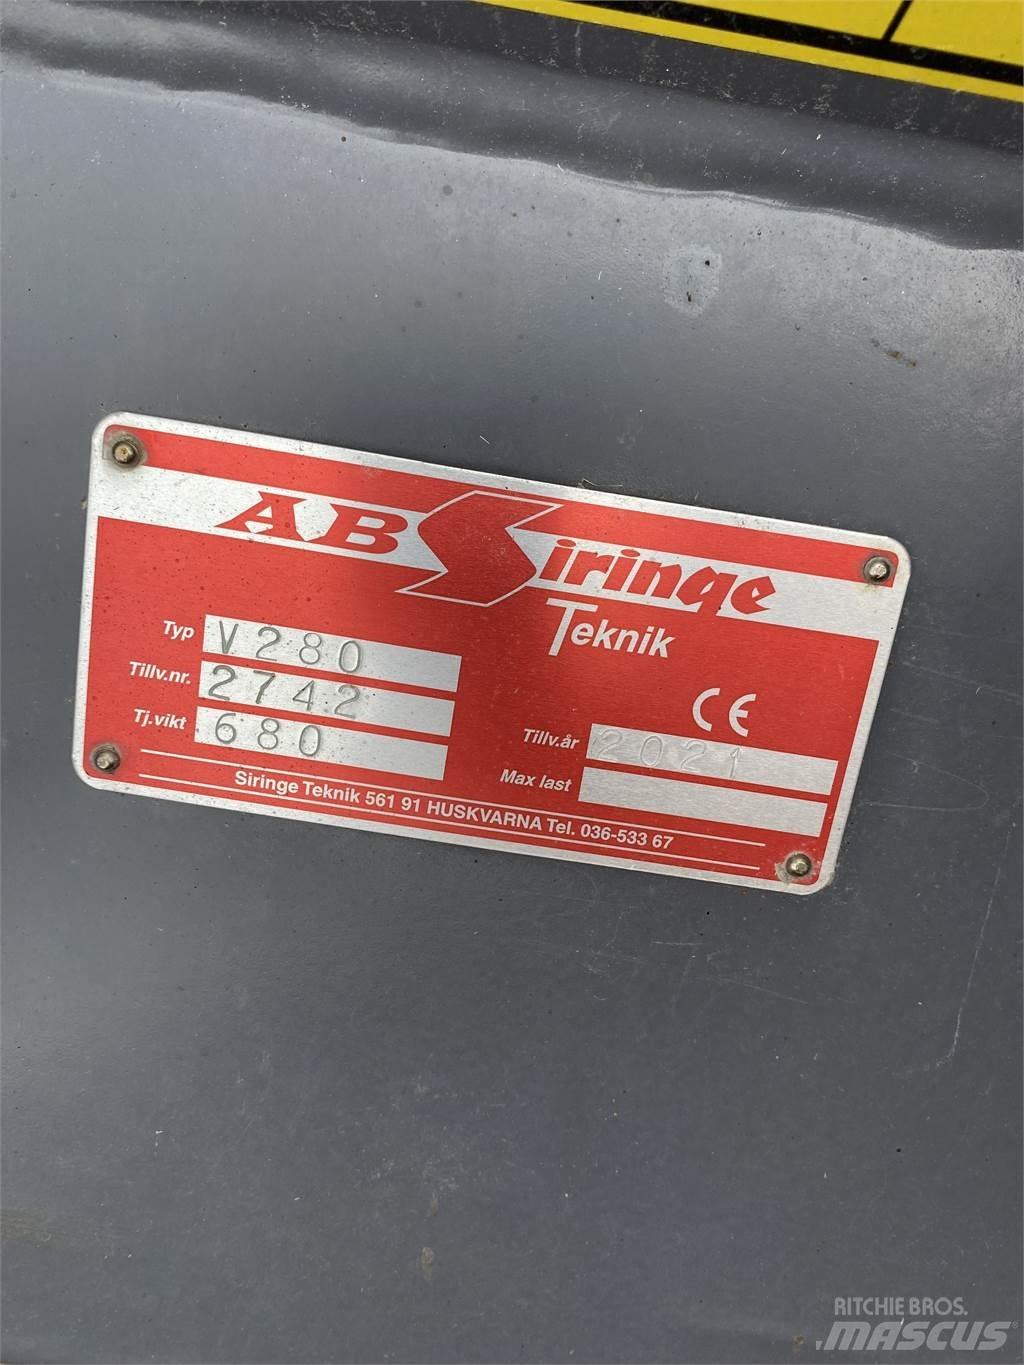 AB Siringe
Teknik
Typ V280
Tillv.nr. 2742
Tj.vikt 680
CE
Tillv.år 2021
Max last
Siringe Teknik 561 91 HUSKVARNA Tel. 036-533 67
RITCHIE BROS.
MASCUS